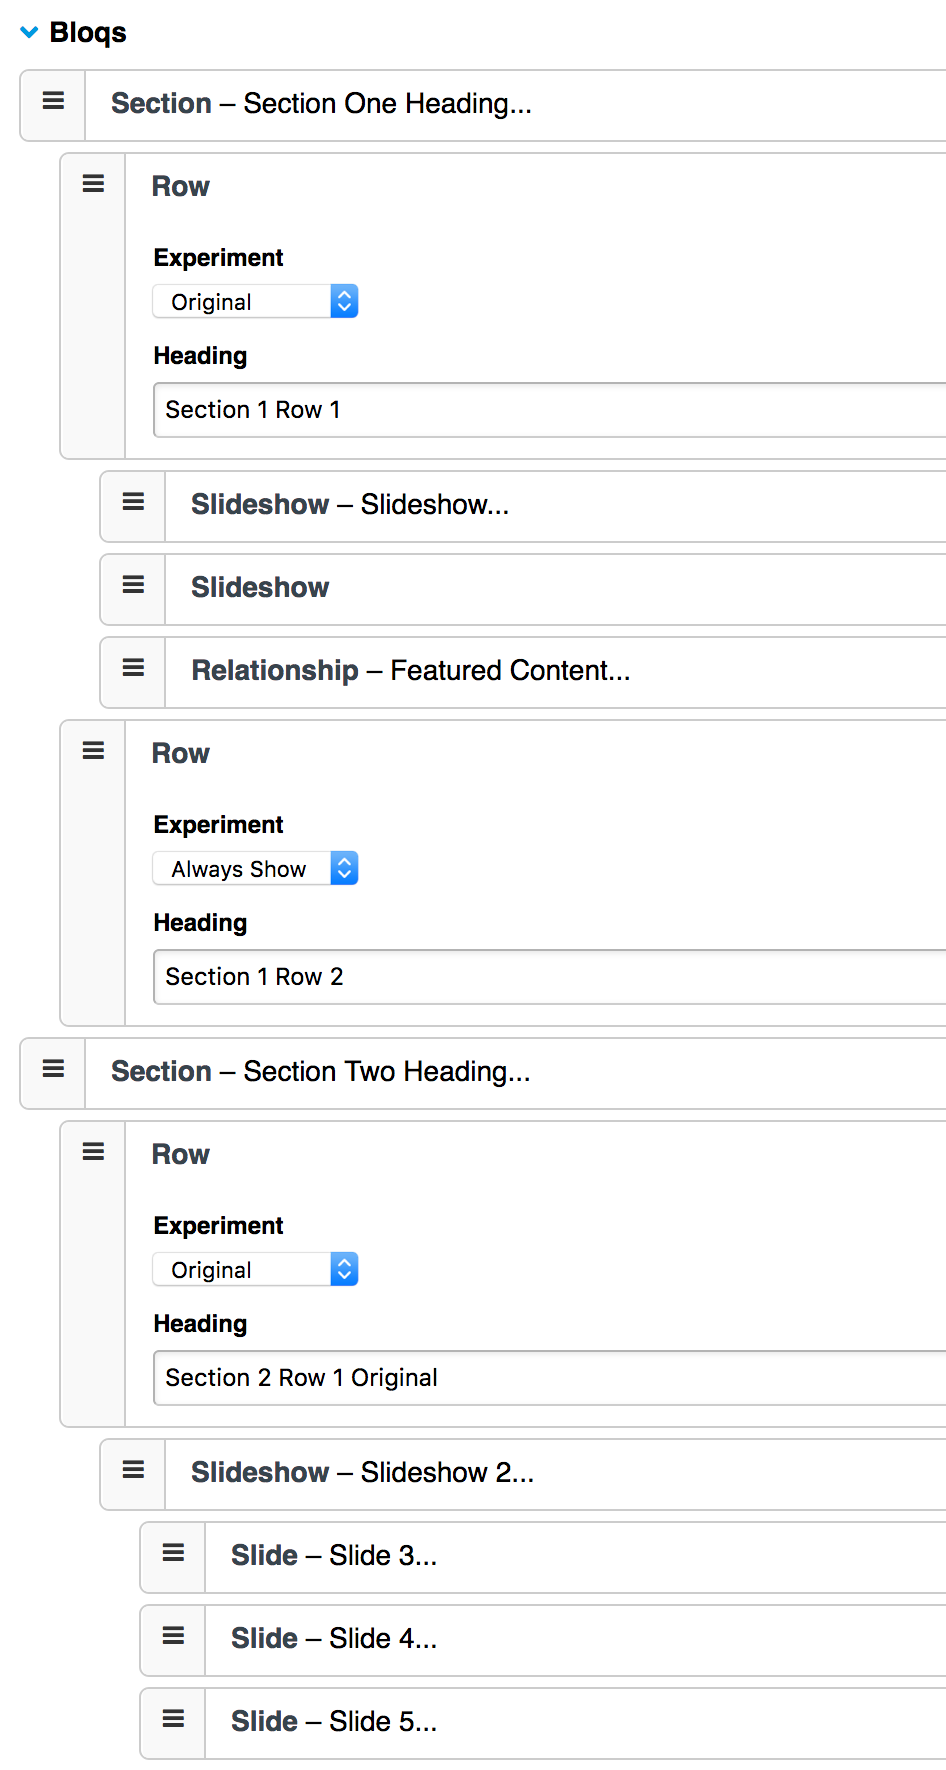 Bloqs
Section – Section One Heading...
Row
Experiment
Original
Heading
Section 1 Row 1
Slideshow – Slideshow...
Slideshow
Relationship – Featured Content...
Row
Experiment
Always Show
Heading
Section 1 Row 2
Section – Section Two Heading...
Row
Experiment
Original
Heading
Section 2 Row 1 Original
Slideshow – Slideshow 2...
Slide – Slide 3...
Slide – Slide 4...
Slide – Slide 5...